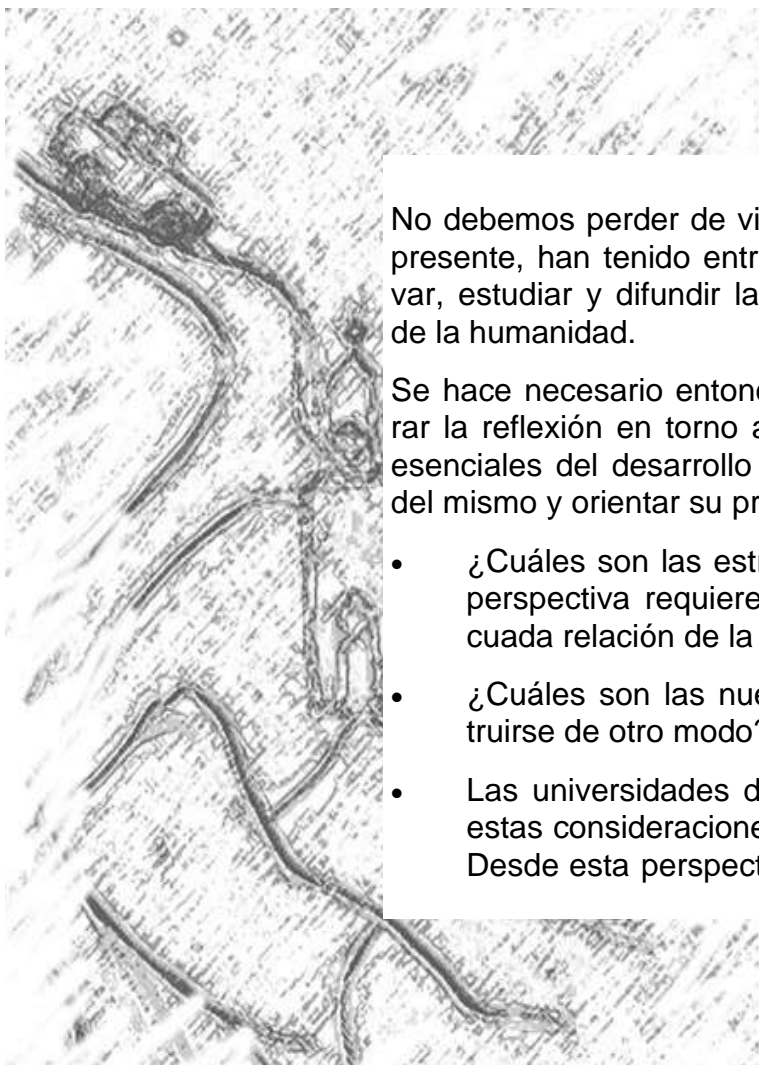 No debemos perder de vi
presente, han tenido entr
var, estudiar y difundir la
de la humanidad.
Se hace necesario entonc
rar la reflexión en torno a
esenciales del desarrollo
del mismo y orientar su pr
• ¿Cuáles son las estr
perspectiva requiere
cuada relación de la
• ¿Cuáles son las nue
truirse de otro modo?
• Las universidades d
estas consideracione
Desde esta perspect